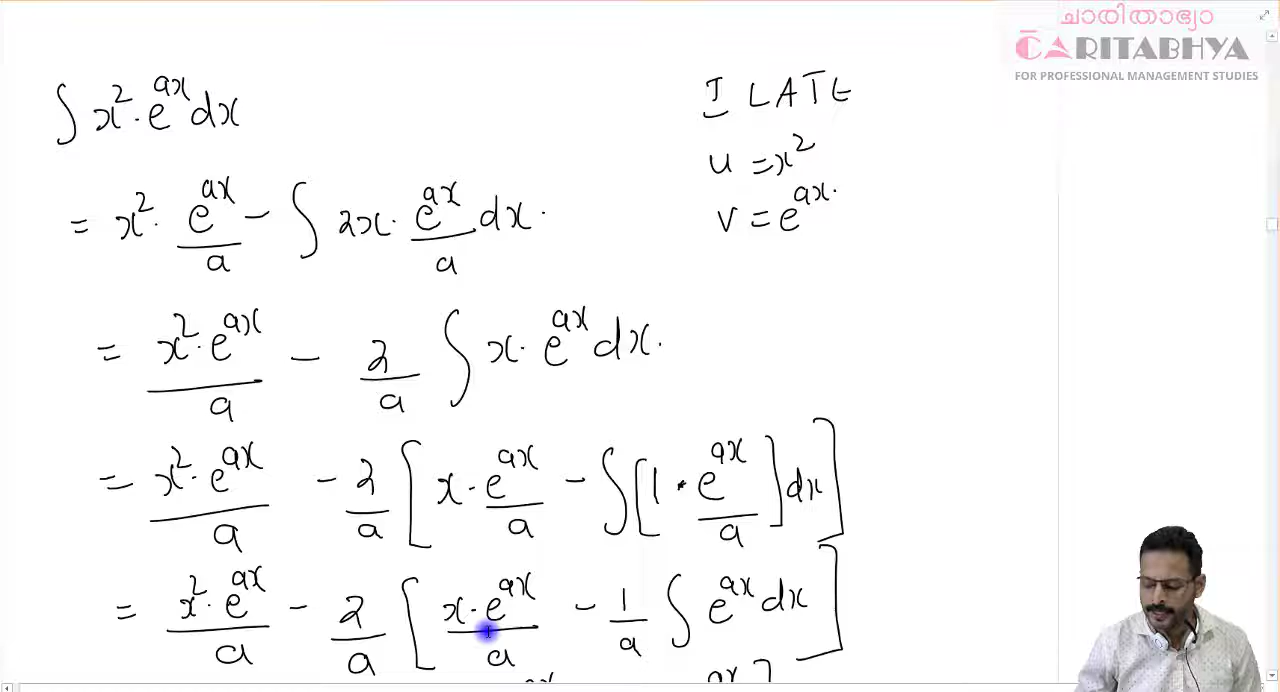 ചാരിതാഭ്യാ
CARITABHYA
FOR PROFESSIONAL MANAGEMENT STUDIES
∫ x² · e^{ax} dx
I LATE
u = x²
v = e^{ax}.
= x² · e^{ax}/a - ∫ 2x · e^{ax}/a dx.
= x² · e^{ax}/a - 2/a ∫ x · e^{ax} dx.
= x² · e^{ax}/a - 2/a [ x · e^{ax}/a - ∫ [ 1 · e^{ax}/a ] dx ]
= x² · e^{ax}/a - 2/a [ x · e^{ax}/a - 1/a ∫ e^{ax} dx ]